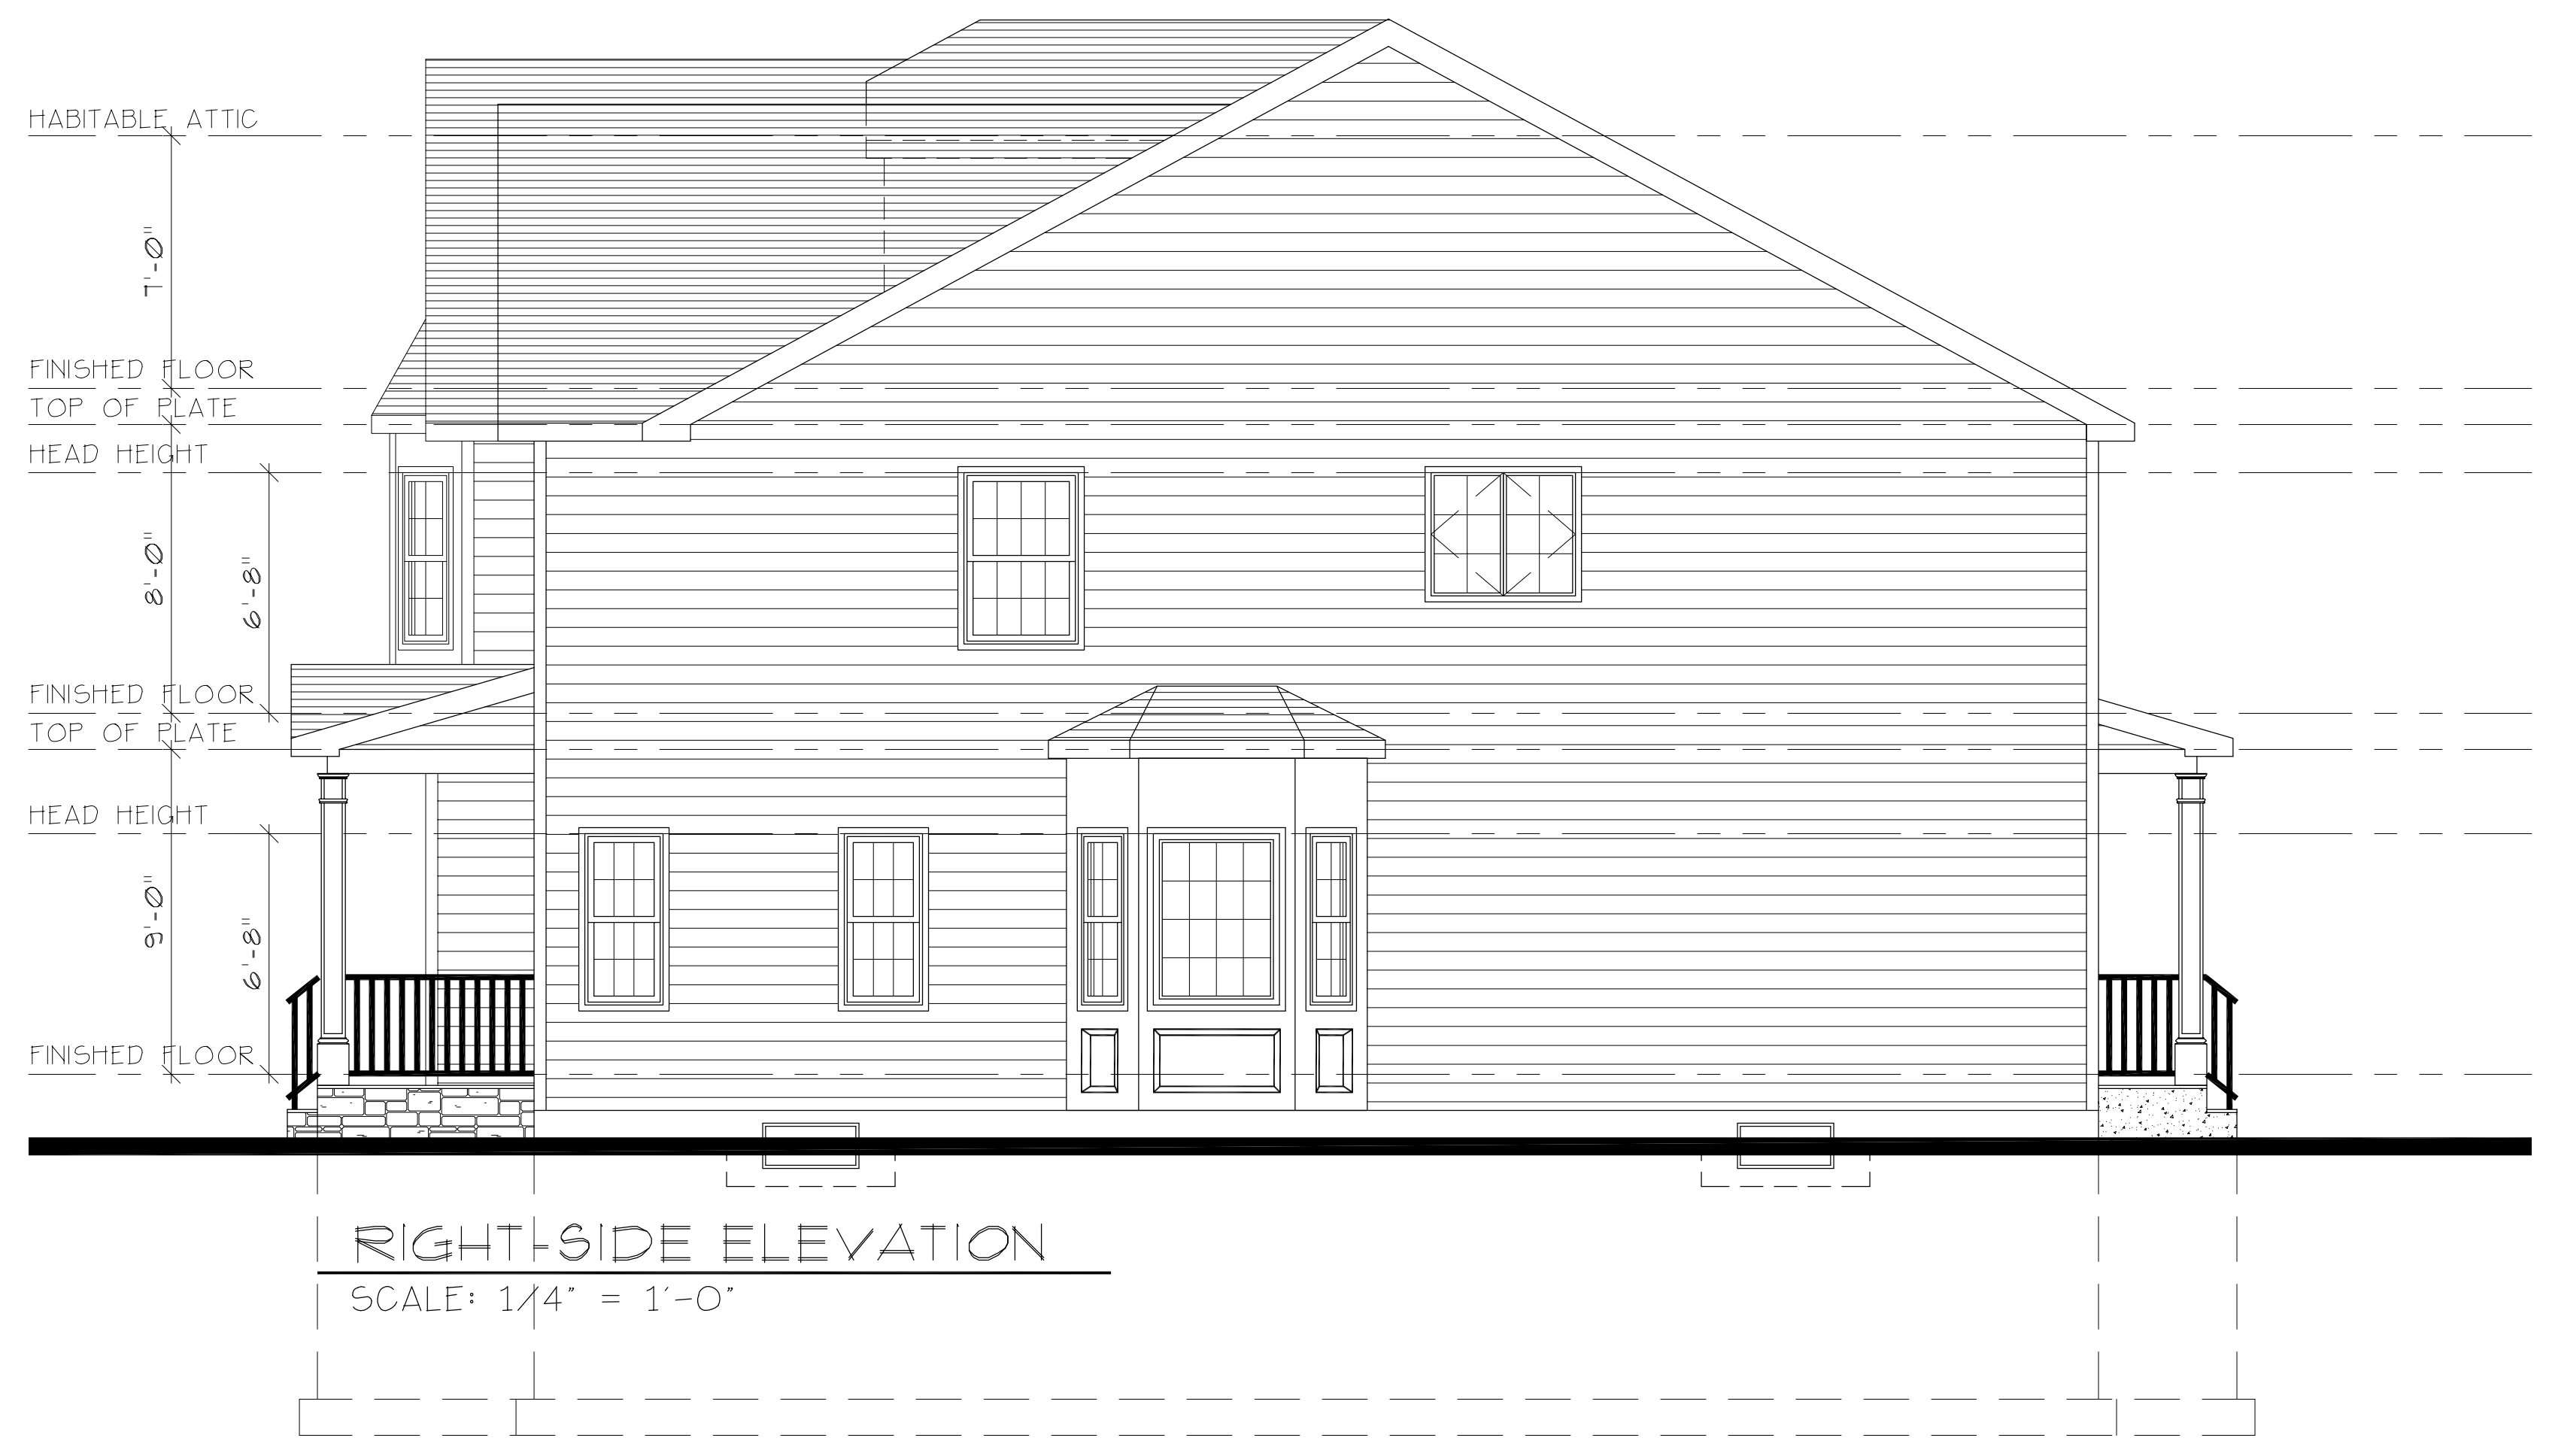 HABITABLE ATTIC
7'-0"
FINISHED FLOOR
TOP OF PLATE
HEAD HEIGHT
8'-0"
6'-8"
FINISHED FLOOR
TOP OF PLATE
HEAD HEIGHT
9'-0"
6'-8"
FINISHED FLOOR
RIGHT-SIDE ELEVATION
SCALE: 1/4" = 1'-0"